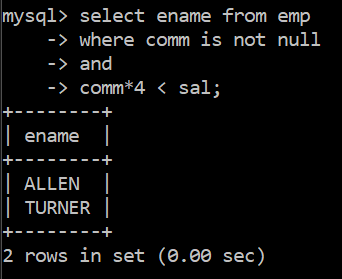 mysql> select ename from emp
    -> where comm is not null
    -> and
    -> comm*4 < sal;
+--------+
| ename  |
+--------+
| ALLEN  |
| TURNER |
+--------+
2 rows in set (0.00 sec)